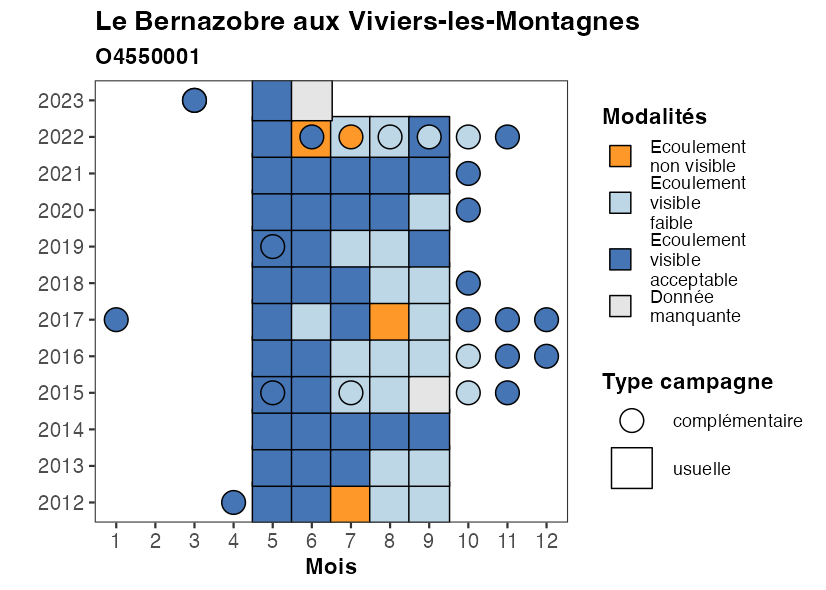 Le Bernazobre aux Viviers-les-Montagnes
O4550001
2023
2022
2021
2020
2019
2018
2017
2016
2015
2014
2013
2012
1 2 3 4 5 6 7 8 9 10 11 12
Mois
Modalités
Ecoulement
non visible
Ecoulement
visible
faible
Ecoulement
visible
acceptable
Donnée
manquante
Type campagne
complémentaire
usuelle